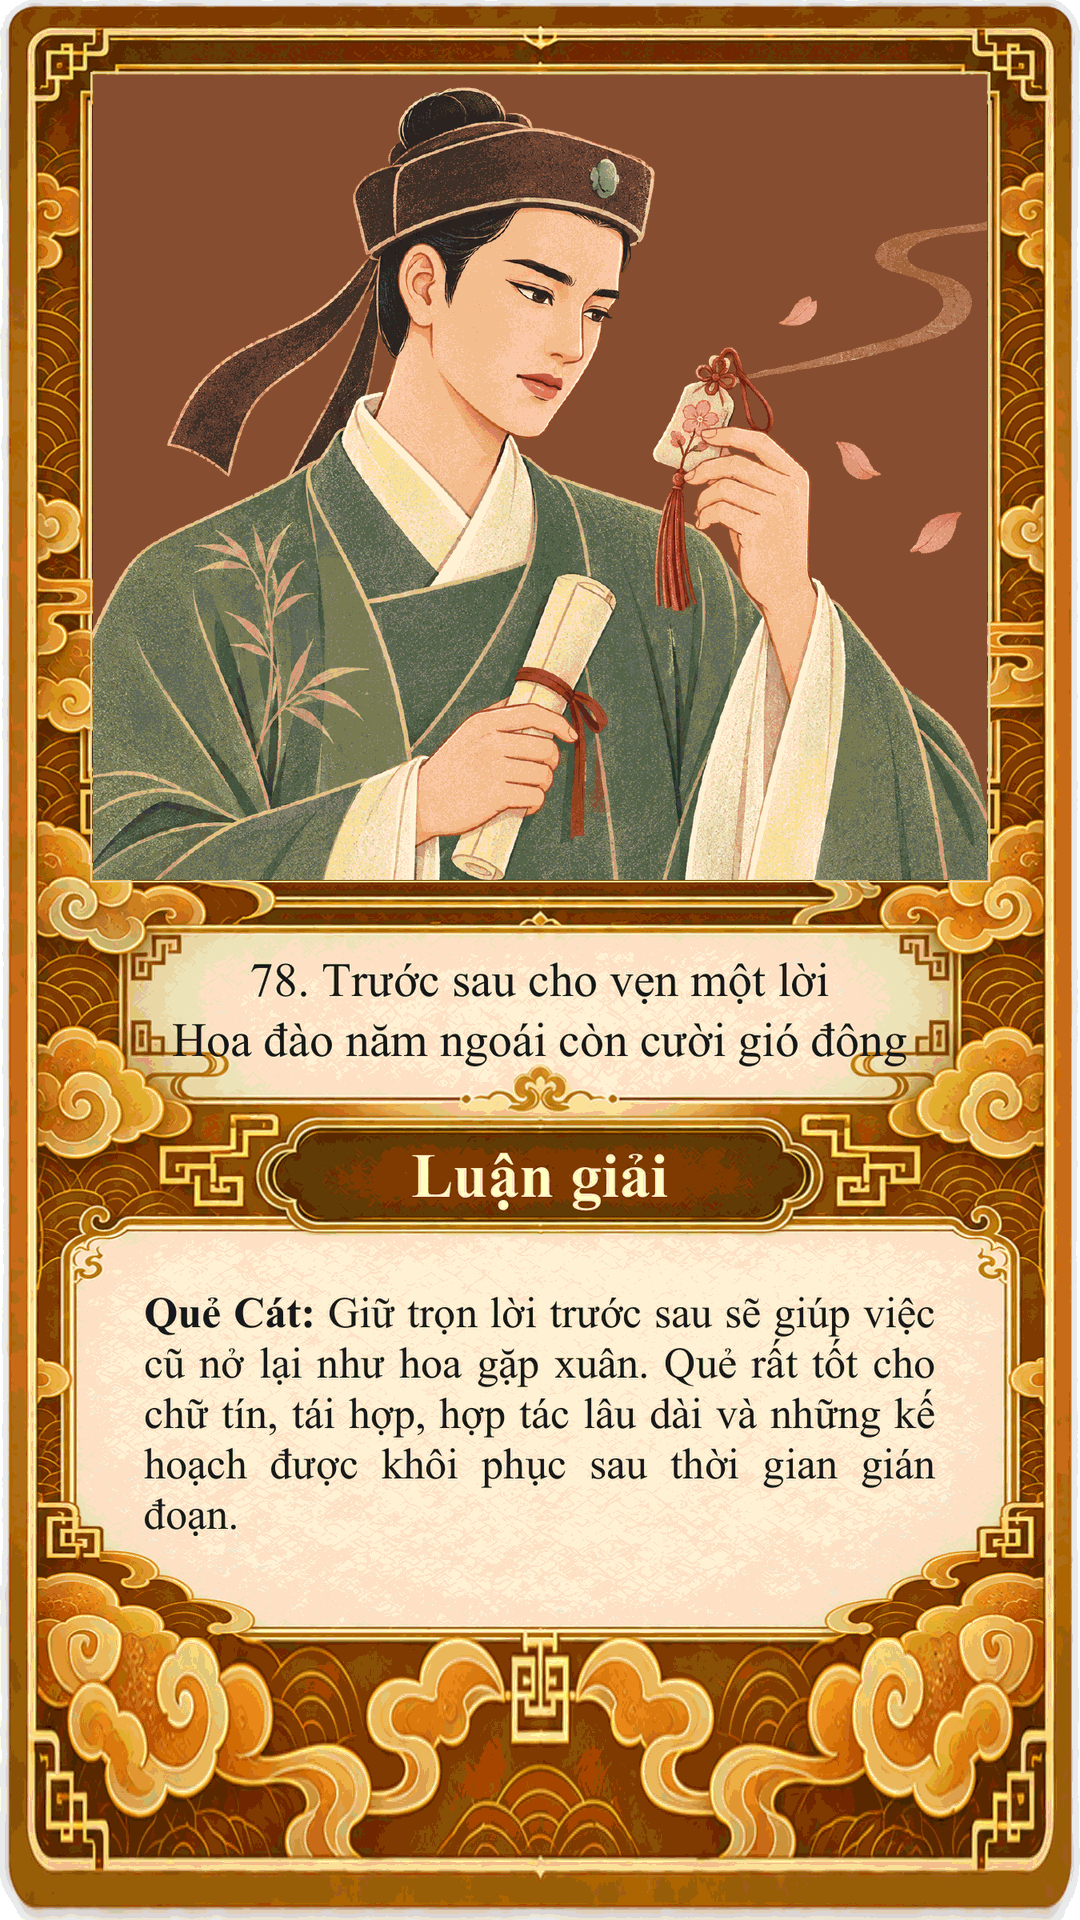 78. Trước sau cho vẹn một lời
Hoa đào năm ngoái còn cười gió đông
Luận giải
Quẻ Cát: Giữ trọn lời trước sau sẽ giúp việc
cũ nở lại như hoa gặp xuân. Quẻ rất tốt cho
chữ tín, tái hợp, hợp tác lâu dài và những kế
hoạch được khôi phục sau thời gian gián
đoạn.